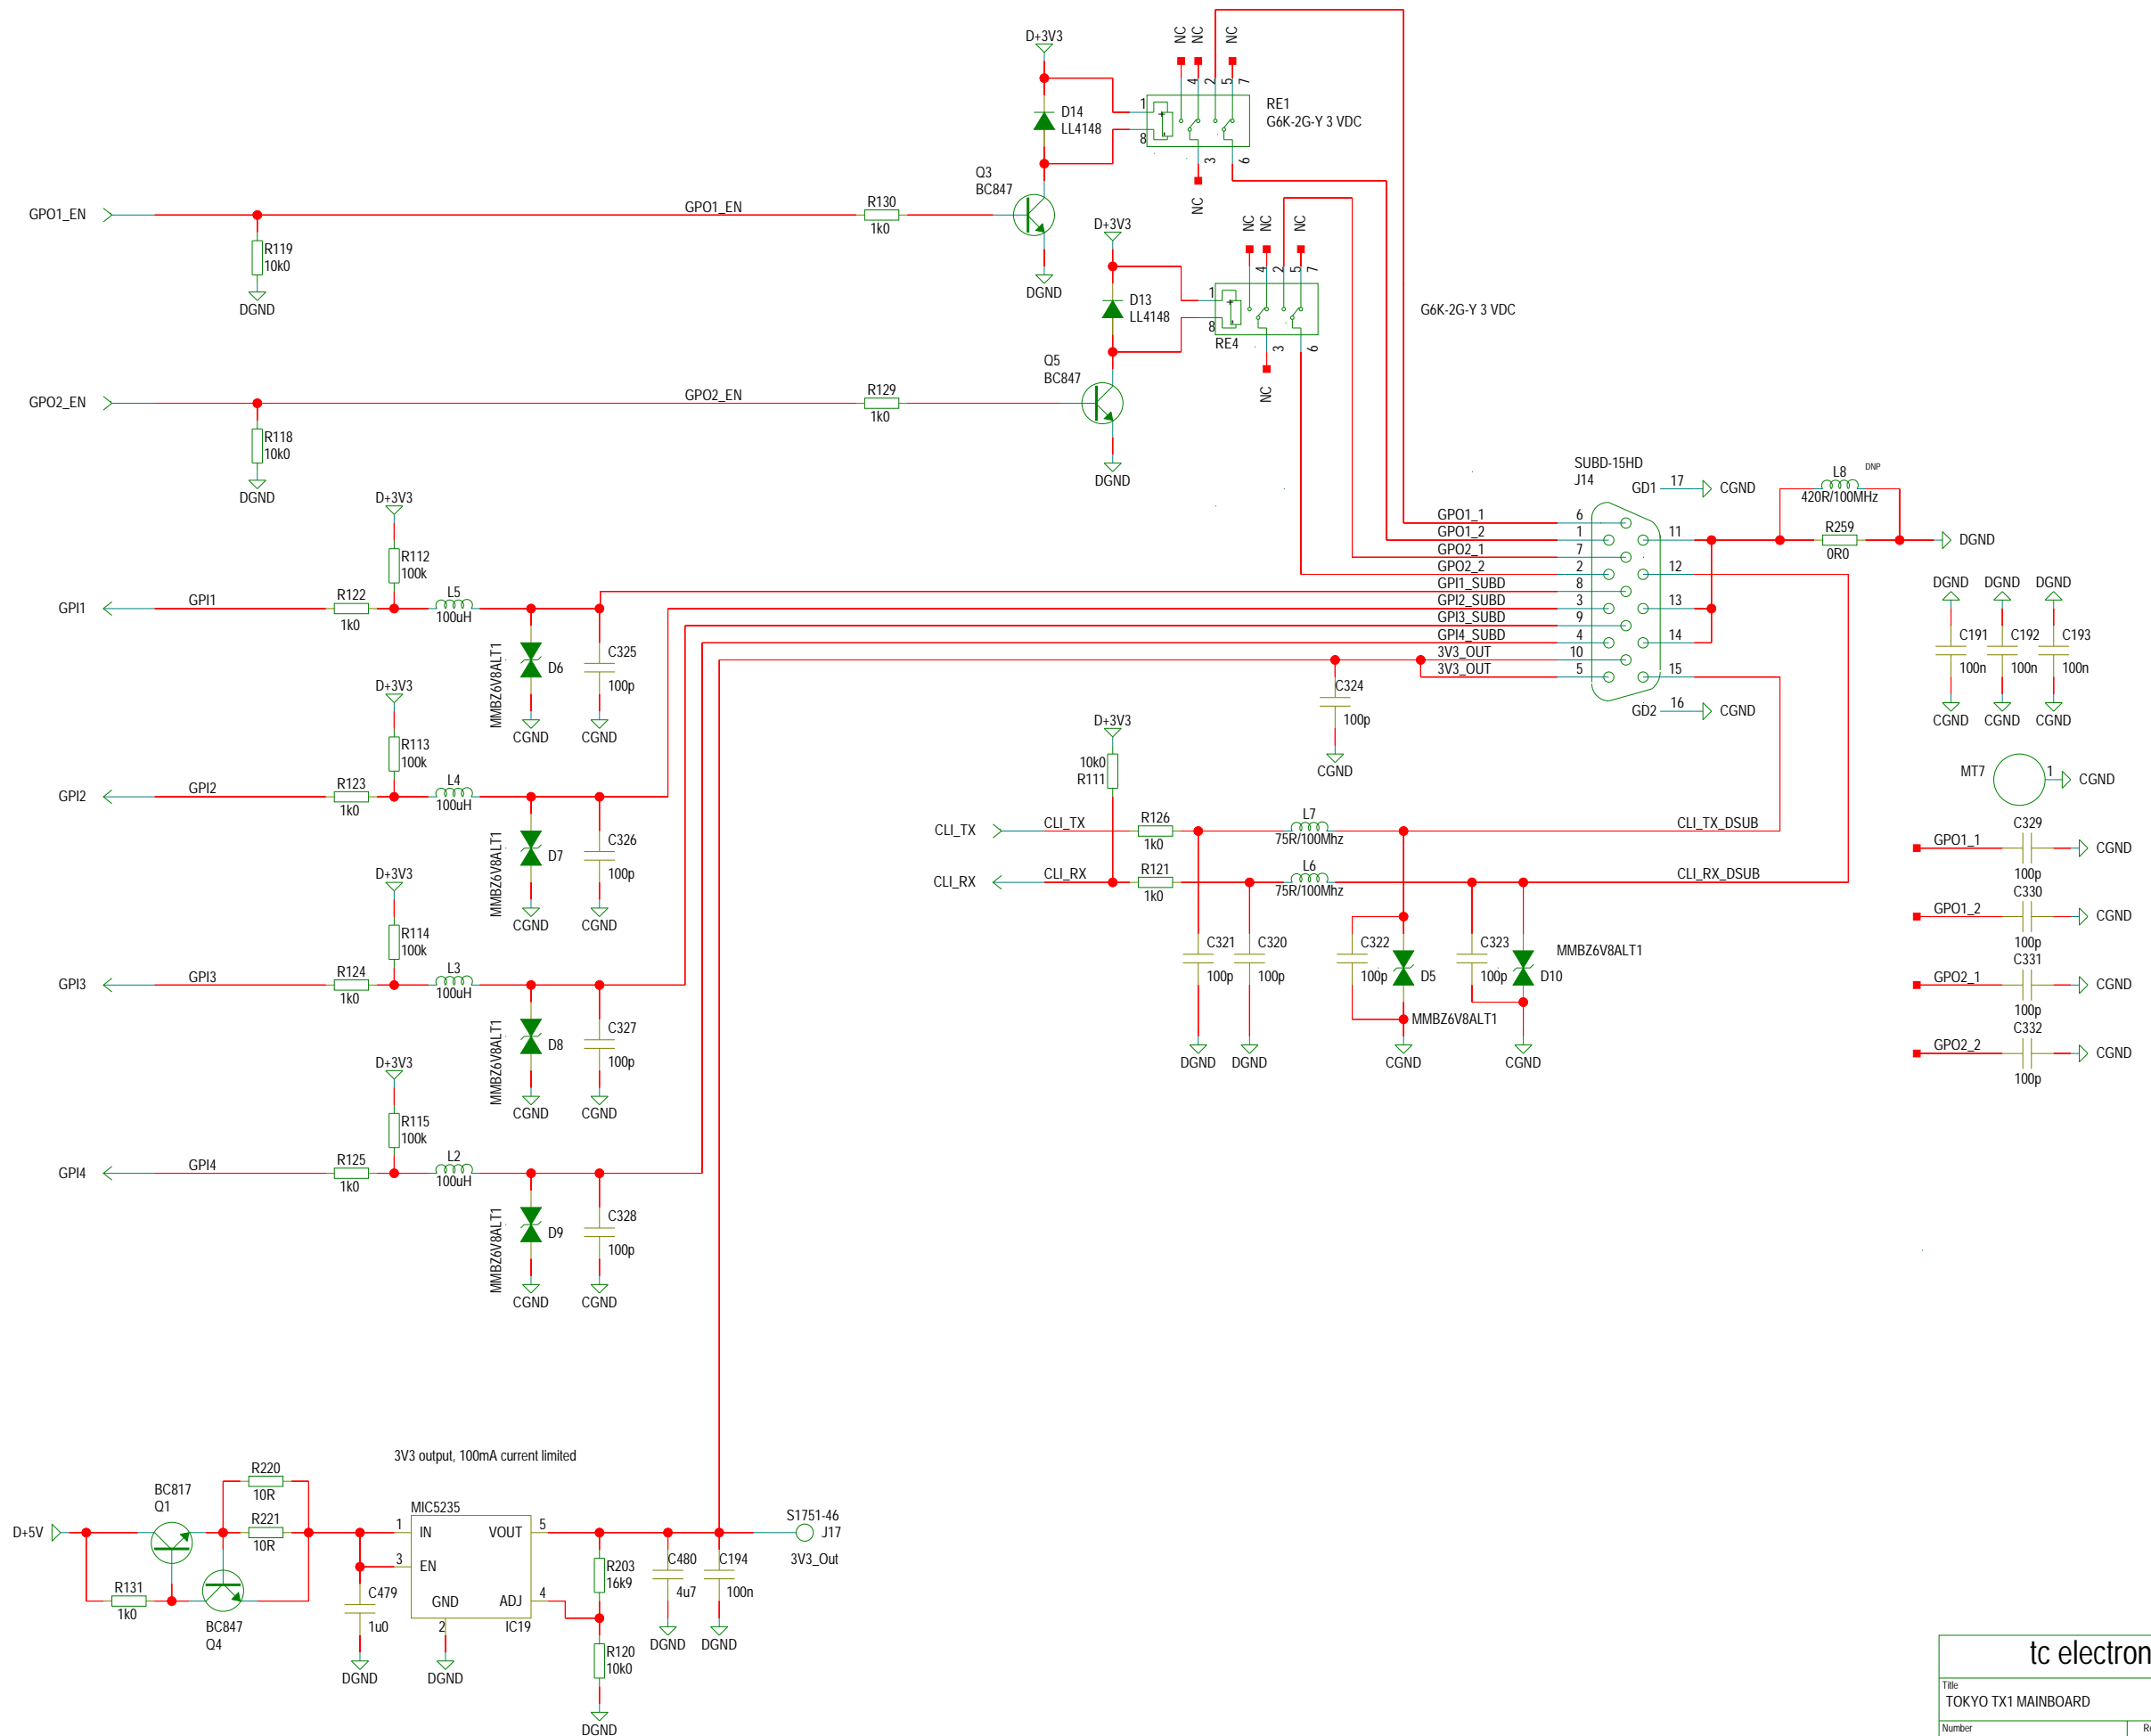 D+3V3
NC
NC
NC
4
2
5
7
1
8
3
6
NC
RE1
G6K-2G-Y 3 VDC
D14
LL4148
Q3
BC847
GPO1_EN
GPO1_EN
R130
1k0
R119
10k0
DGND
DGND
D+3V3
NC
NC
NC
4
2
5
7
1
8
3
6
NC
RE4
G6K-2G-Y 3 VDC
D13
LL4148
Q5
BC847
GPO2_EN
GPO2_EN
R129
1k0
R118
10k0
DGND
DGND
SUBD-15HD
J14
GD1
17
CGND
L8
DNP
420R/100MHz
R259
0R0
DGND
GPO1_1
6
GPO1_2
1
GPO2_1
7
GPO2_2
2
GPI1_SUBD
8
GPI2_SUBD
3
GPI3_SUBD
9
GPI4_SUBD
4
3V3_OUT
10
3V3_OUT
5
11
12
13
14
15
GD2
16
CGND
DGND
DGND
DGND
C191
100n
C192
100n
C193
100n
CGND
CGND
CGND
MT7
1
CGND
D+3V3
R112
100k
GPI1
GPI1
R122
1k0
L5
100uH
MMBZ6V8ALT1
D6
C325
100p
CGND
CGND
D+3V3
R113
100k
GPI2
GPI2
R123
1k0
L4
100uH
MMBZ6V8ALT1
D7
C326
100p
CGND
CGND
D+3V3
R114
100k
GPI3
GPI3
R124
1k0
L3
100uH
MMBZ6V8ALT1
D8
C327
100p
CGND
CGND
D+3V3
R115
100k
GPI4
GPI4
R125
1k0
L2
100uH
MMBZ6V8ALT1
D9
C328
100p
CGND
CGND
C324
100p
CGND
D+3V3
10k0
R111
CLI_TX
CLI_TX
R126
1k0
L7
75R/100Mhz
CLI_TX_DSUB
CLI_RX
CLI_RX
R121
1k0
L6
75R/100Mhz
CLI_RX_DSUB
C321
100p
C320
100p
C322
100p
D5
C323
100p
D10
MMBZ6V8ALT1
MMBZ6V8ALT1
DGND
DGND
CGND
CGND
GPO1_1
C329
100p
CGND
GPO1_2
C330
100p
CGND
GPO2_1
C331
100p
CGND
GPO2_2
C332
100p
CGND
3V3 output, 100mA current limited
D+5V
BC817
Q1
R220
10R
R221
10R
R131
1k0
BC847
Q4
C479
1u0
DGND
MIC5235
1
IN
VOUT
5
3
EN
GND
ADJ
4
2
IC19
DGND
R203
16k9
R120
10k0
DGND
C480
4u7
DGND
C194
100n
DGND
S1751-46
J17
3V3_Out
tc electron
Title
TOKYO TX1 MAINBOARD
Number